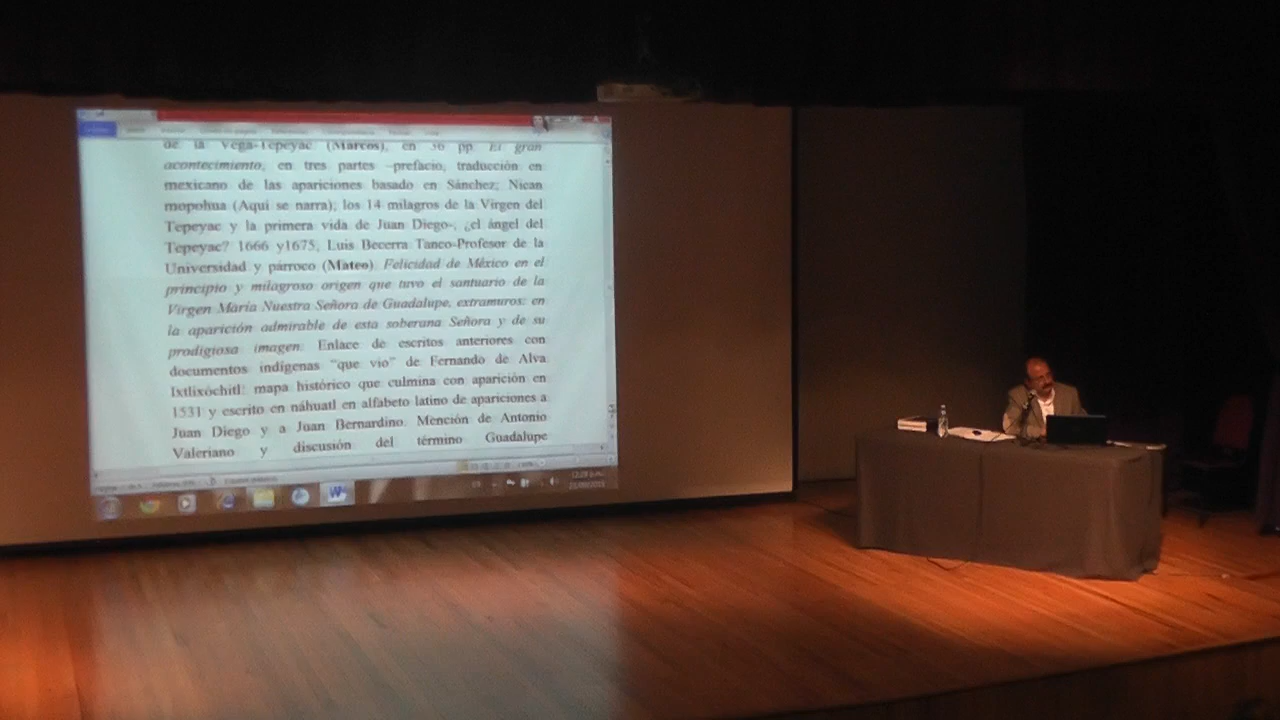 de la Vega-Tepeyac (Marcos), en 36 pp. El gran
acontecimiento, en tres partes –prefacio, traducción en
mexicano de las apariciones basado en Sánchez; Nican
mopohua (Aquí se narra); los 14 milagros de la Virgen del
Tepeyac y la primera vida de Juan Diego-; ¿el ángel del
Tepeyac? 1666 y1675, Luis Becerra Tanco-Profesor de la
Universidad y párroco (Mateo). Felicidad de México en el
principio y milagroso origen que tuvo el santuario de la
Virgen María Nuestra Señora de Guadalupe, extramuros: en
la aparición admirable de esta soberana Señora y de su
prodigiosa imagen. Enlace de escritos anteriores con
documentos indígenas "que vio" de Fernando de Alva
Ixtlixóchitl: mapa histórico que culmina con aparición en
1531 y escrito en náhuatl en alfabeto latino de apariciones a
Juan Diego y a Juan Bernardino. Mención de Antonio
Valeriano y discusión del término Guadalupe